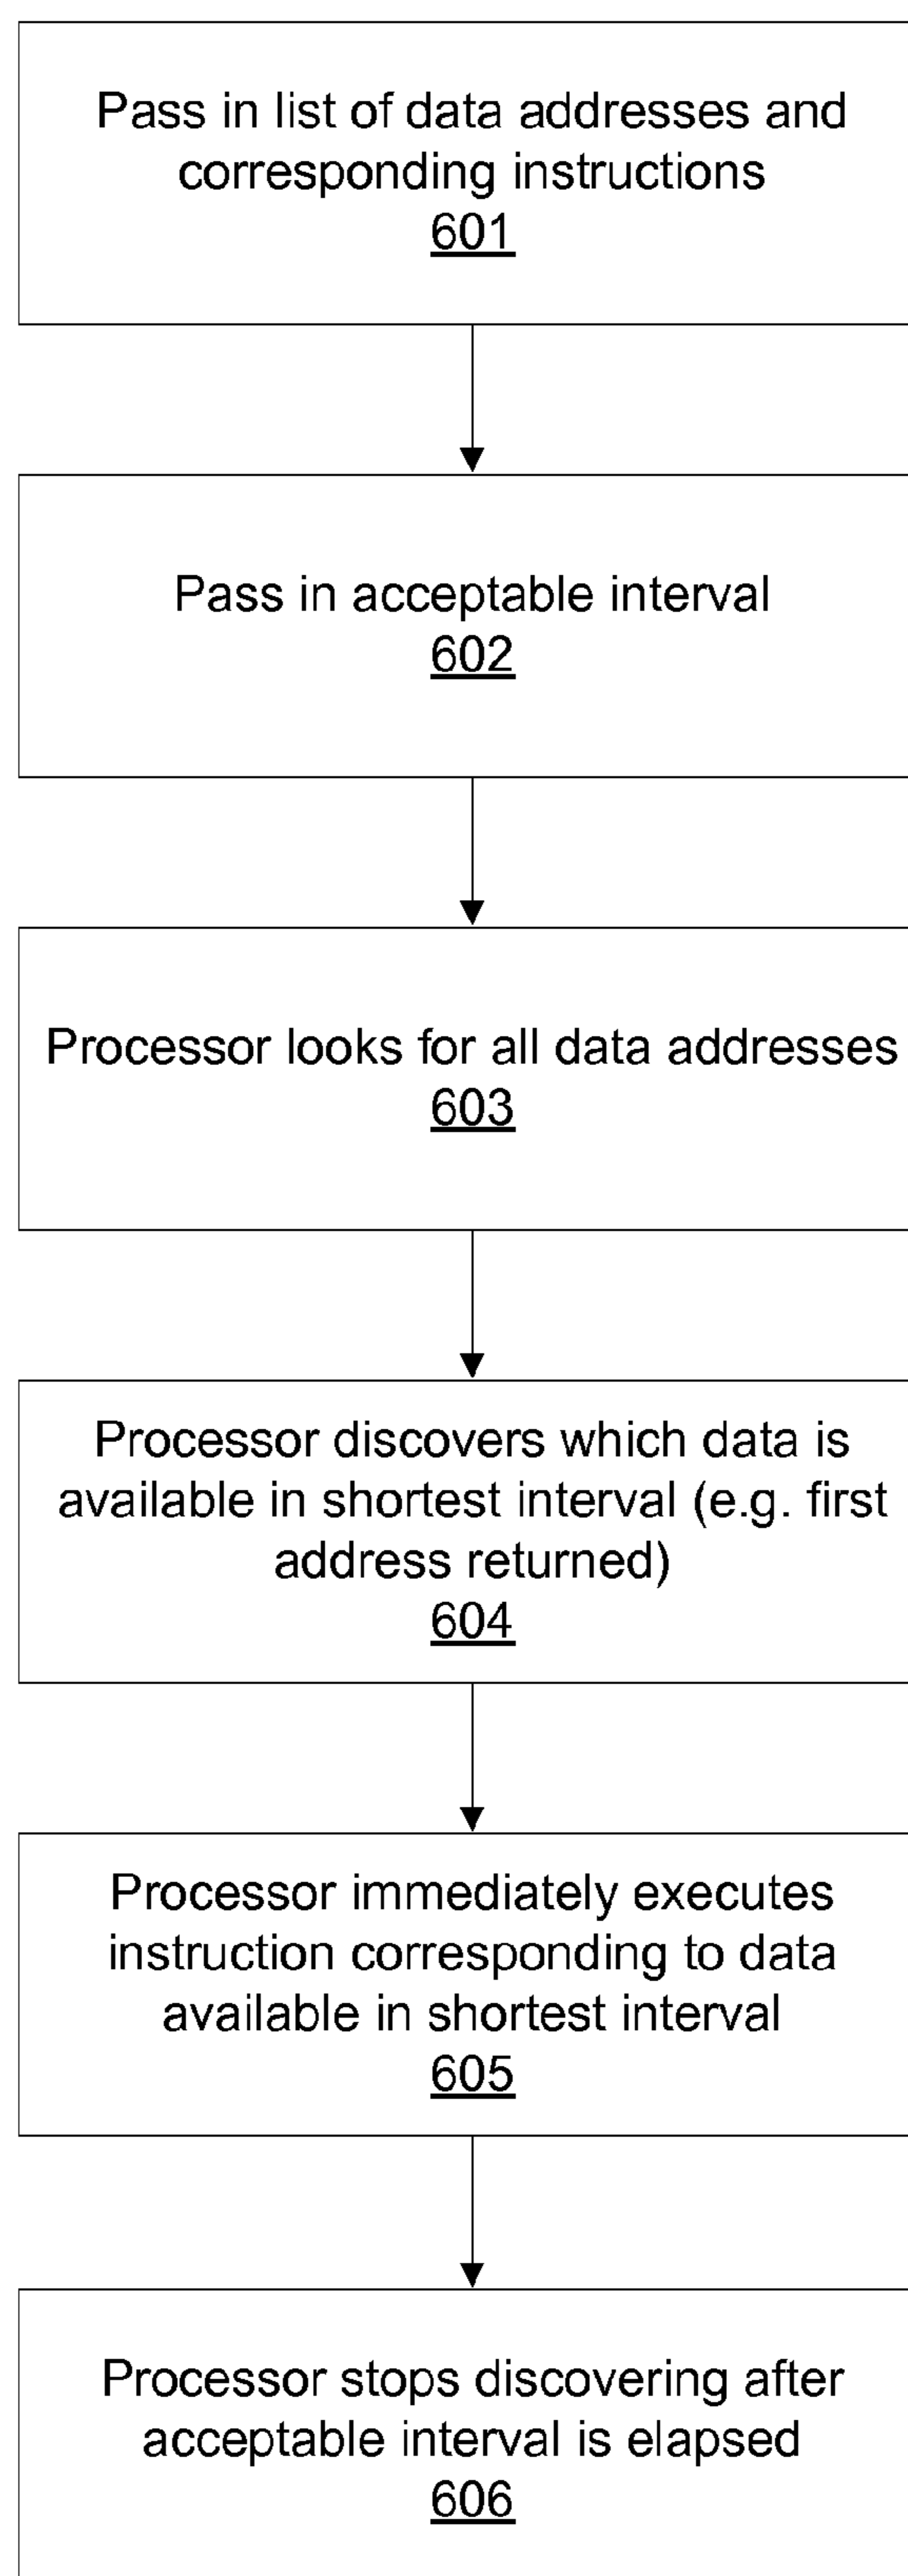 Pass in list of data addresses and
corresponding instructions
601
Pass in acceptable interval
602
Processor looks for all data addresses
603
Processor discovers which data is
available in shortest interval (e.g. first
address returned)
604
Processor immediately executes
instruction corresponding to data
available in shortest interval
605
Processor stops discovering after
acceptable interval is elapsed
606